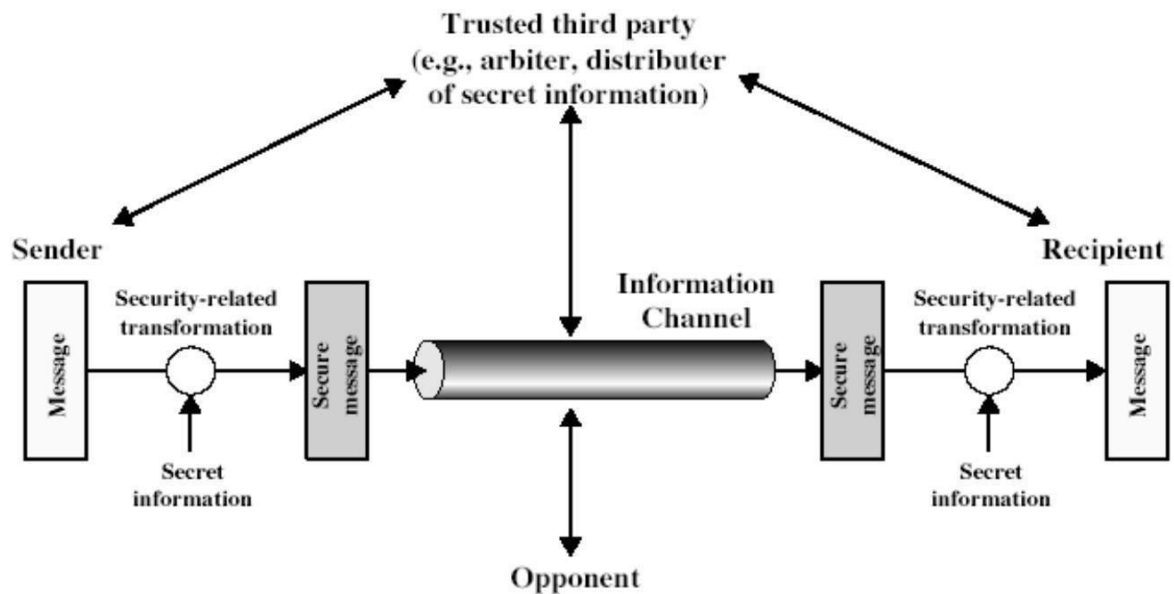 Trusted third party
(e.g., arbiter, distributer
of secret information)
Sender
Recipient
Information
Channel
Security-related
transformation
Security-related
transformation
Message
Secure
message
Secure
message
Message
Secret
information
Secret
information
Opponent